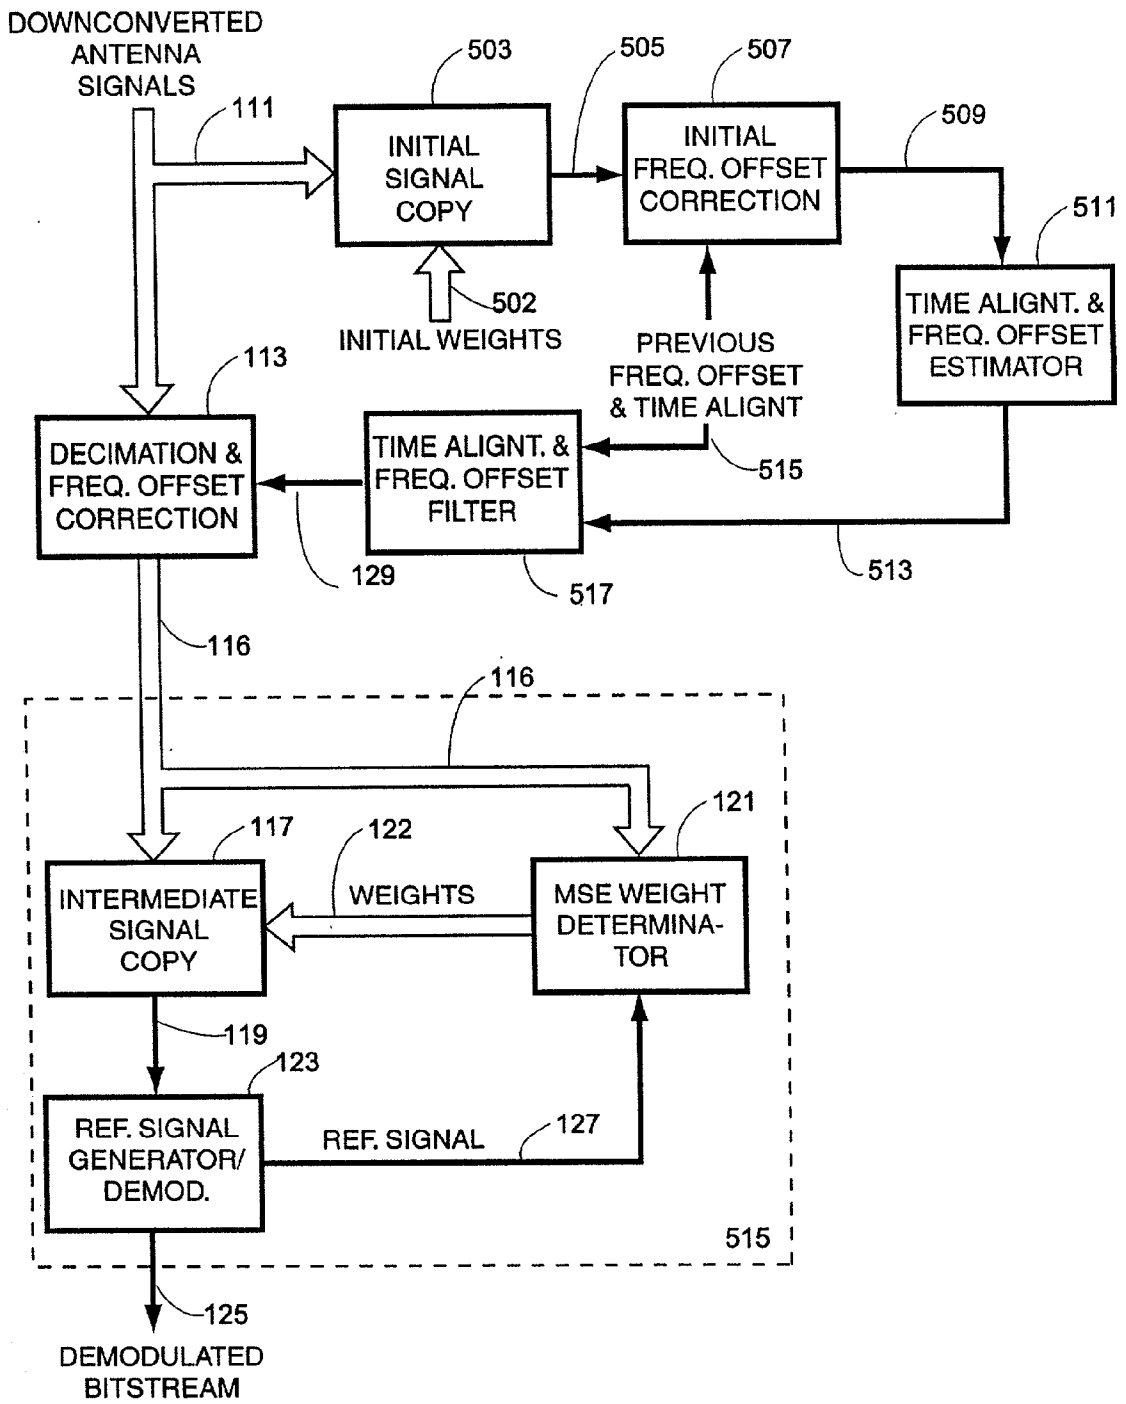 DOWNCONVERTED
ANTENNA
SIGNALS
111
503
505
507
509
INITIAL
SIGNAL
COPY
INITIAL
FREQ. OFFSET
CORRECTION
511
502
INITIAL WEIGHTS
TIME ALIGNT. &
FREQ. OFFSET
ESTIMATOR
PREVIOUS
FREQ. OFFSET
& TIME ALIGNT
113
515
DECIMATION &
FREQ. OFFSET
CORRECTION
TIME ALIGNT. &
FREQ. OFFSET
FILTER
129
517
513
116
116
117
122
121
WEIGHTS
INTERMEDIATE
SIGNAL
COPY
MSE WEIGHT
DETERMINA-
TOR
119
123
REF. SIGNAL
GENERATOR/
DEMOD.
REF. SIGNAL
127
515
125
DEMODULATED
BITSTREAM